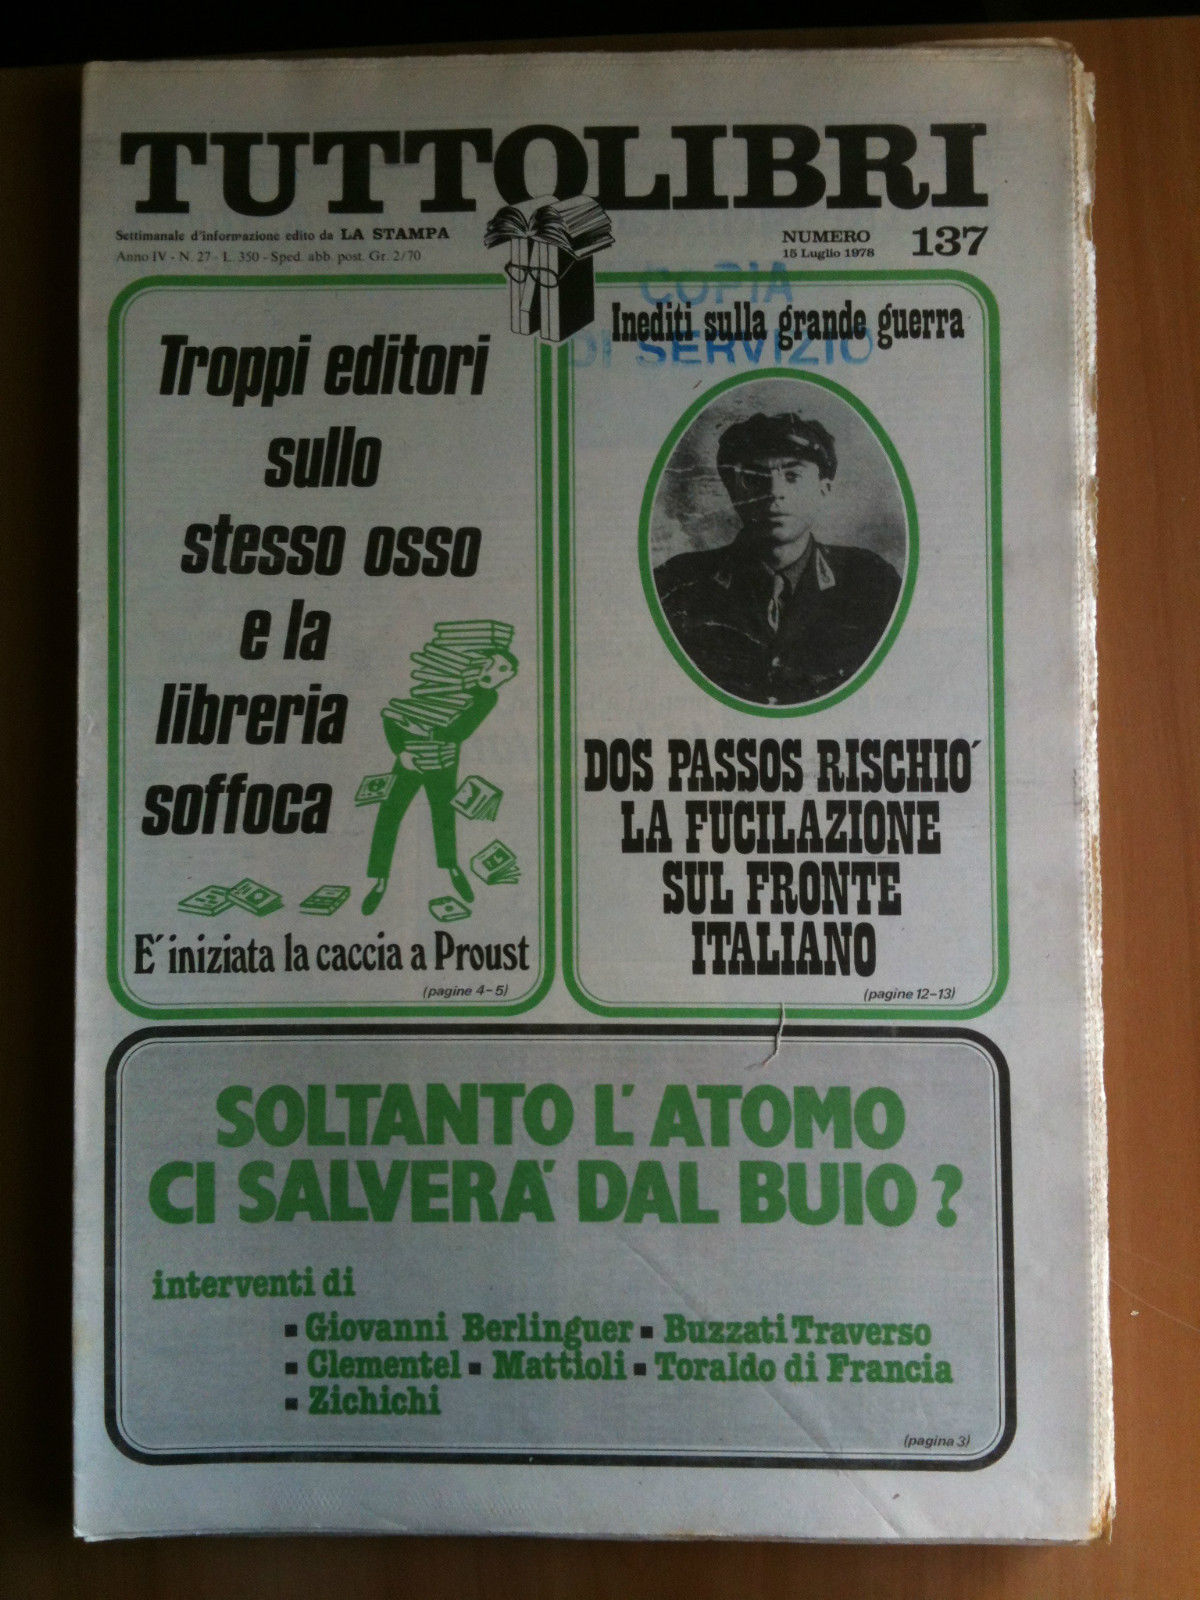 TUTTOLIBRI
Settimanale d'informazione edito da LA STAMPA
Anno IV - N. 27 - L. 350 - Sped. abb. post. Gr. 2/70
NUMERO 137
15 Luglio 1978
COPIA
DI SERVIZIO
Troppi editori
sullo
stesso osso
e la
libreria
soffoca
E' iniziata la caccia a Proust
(pagine 4-5)
Inediti sulla grande guerra
DOS PASSOS RISCHIO'
LA FUCILAZIONE
SUL FRONTE
ITALIANO
(pagine 12-13)
SOLTANTO L'ATOMO
CI SALVERA' DAL BUIO?
interventi di
▪ Giovanni Berlinguer ▪ Buzzati Traverso
▪ Clementel ▪ Mattioli ▪ Toraldo di Francia
▪ Zichichi
(pagina 3)